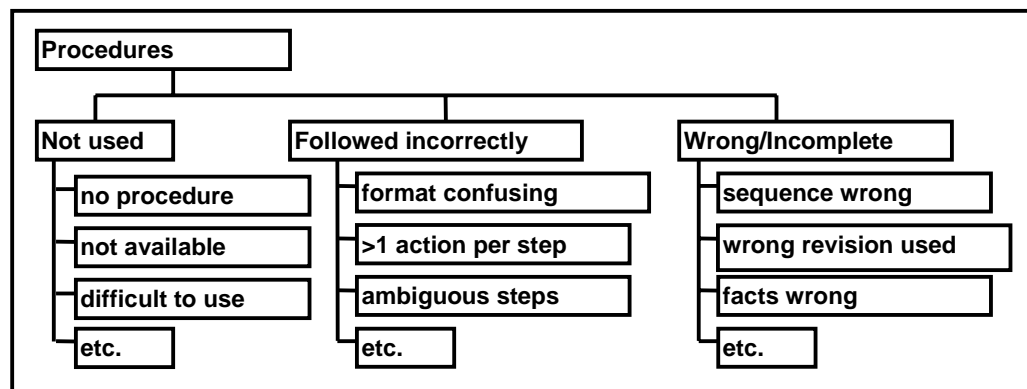 Procedures
Not used
no procedure
not available
difficult to use
etc.
Followed incorrectly
format confusing
>1 action per step
ambiguous steps
etc.
Wrong/Incomplete
sequence wrong
wrong revision used
facts wrong
etc.